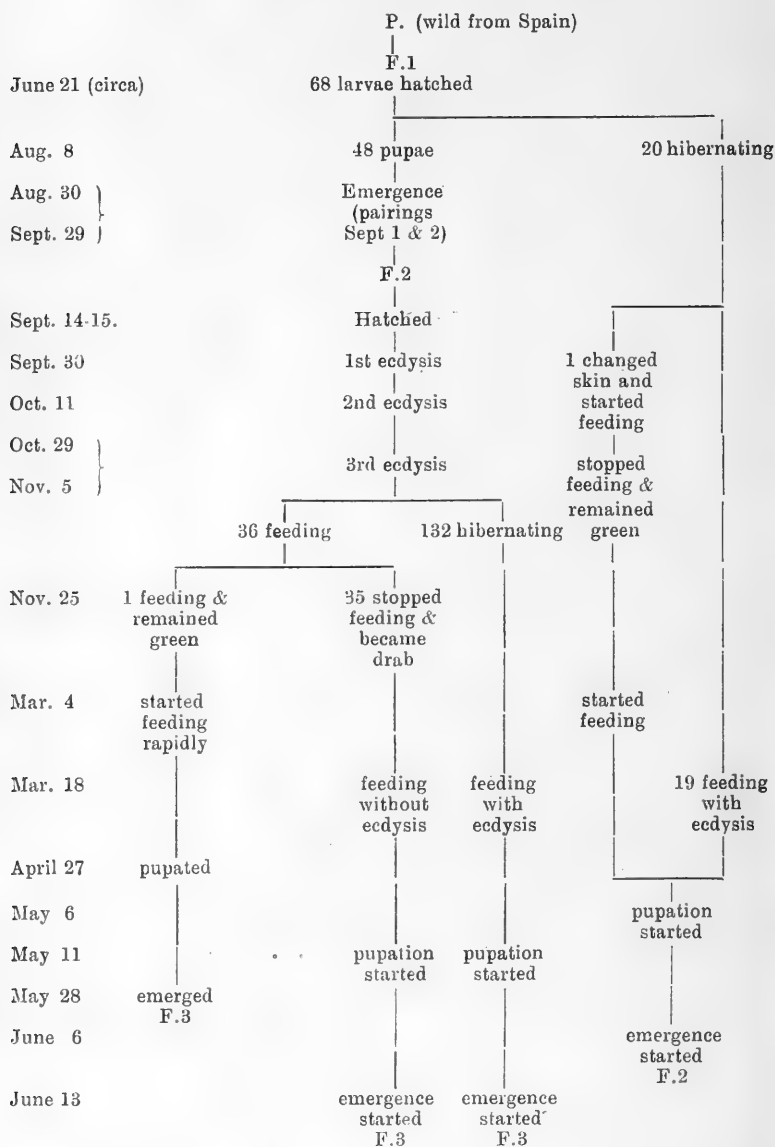 P. (wild from Spain)
F.1
June 21 (circa) 68 larvae hatched
Aug. 8 48 pupae 20 hibernating
Aug. 30 } Emergence
(pairings
Sept. 29 ) Sept 1 & 2)
F.2
Sept. 14-15. Hatched
Sept. 30 1st ecdysis 1 changed
skin and
Oct. 11 2nd ecdysis started
feeding
Oct. 29 }
3rd ecdysis stopped
Nov. 5 ) feeding &
remained
36 feeding 132 hibernating green
Nov. 25 1 feeding & 35 stopped
remained feeding &
green became
drab
Mar. 4 started started
feeding feeding
rapidly
Mar. 18 feeding feeding 19 feeding
without with with
ecdysis ecdysis ecdysis
April 27 pupated
May 6 pupation
started
May 11 pupation pupation
started started
May 28 emerged
F.3
June 6 emergence
started
F.2
June 13 emergence emergence
started started
F.3 F.3